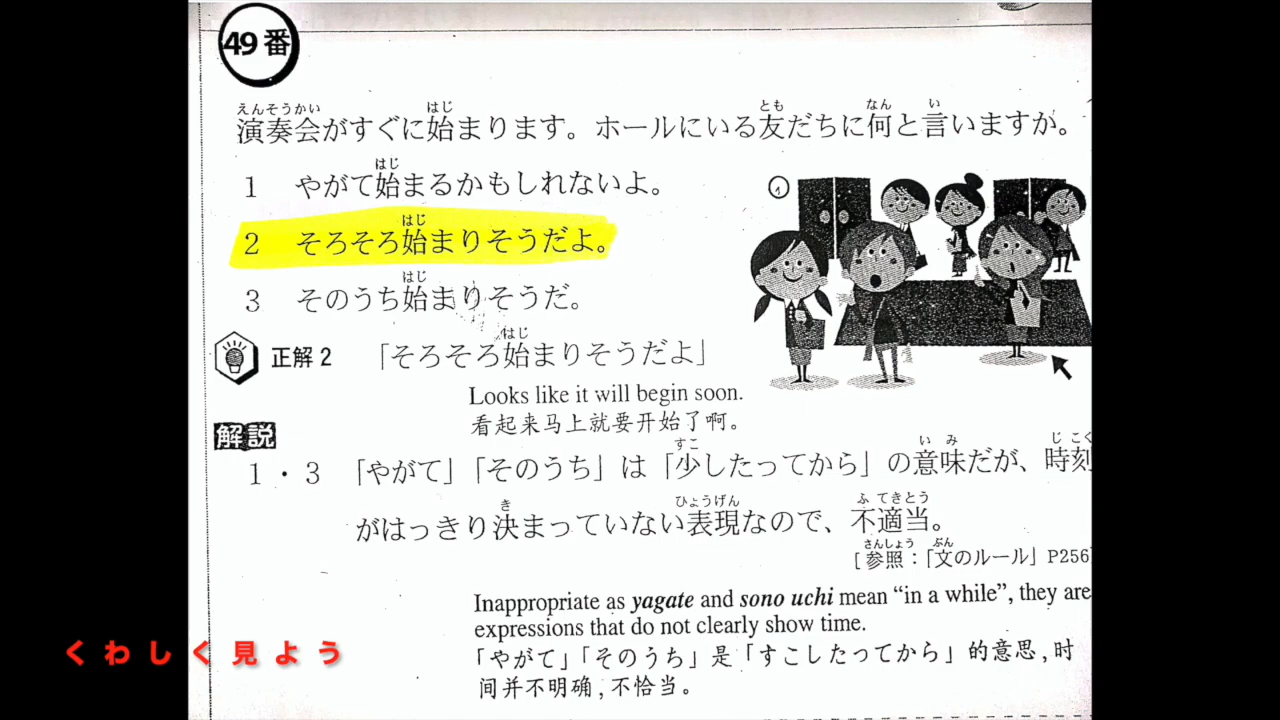 49番
演奏会がすぐに始まります。ホールにいる友だちに何と言いますか。
1 やがて始まるかもしれないよ。
2 そろそろ始まりそうだよ。
3 そのうち始まりそうだ。
正解2 「そろそろ始まりそうだよ」
Looks like it will begin soon.
看起来马上就要开始了啊。
解説
1・3 「やがて」「そのうち」は「少したってから」の意味だが、時刻
がはっきり決まっていない表現なので、不適当。
[参照:「文のルール」P256]
Inappropriate as yagate and sono uchi mean “in a while”, they are
expressions that do not clearly show time.
「やがて」「そのうち」是「すこしたってから」的意思,时
间并不明确,不恰当。
くわしく見よう